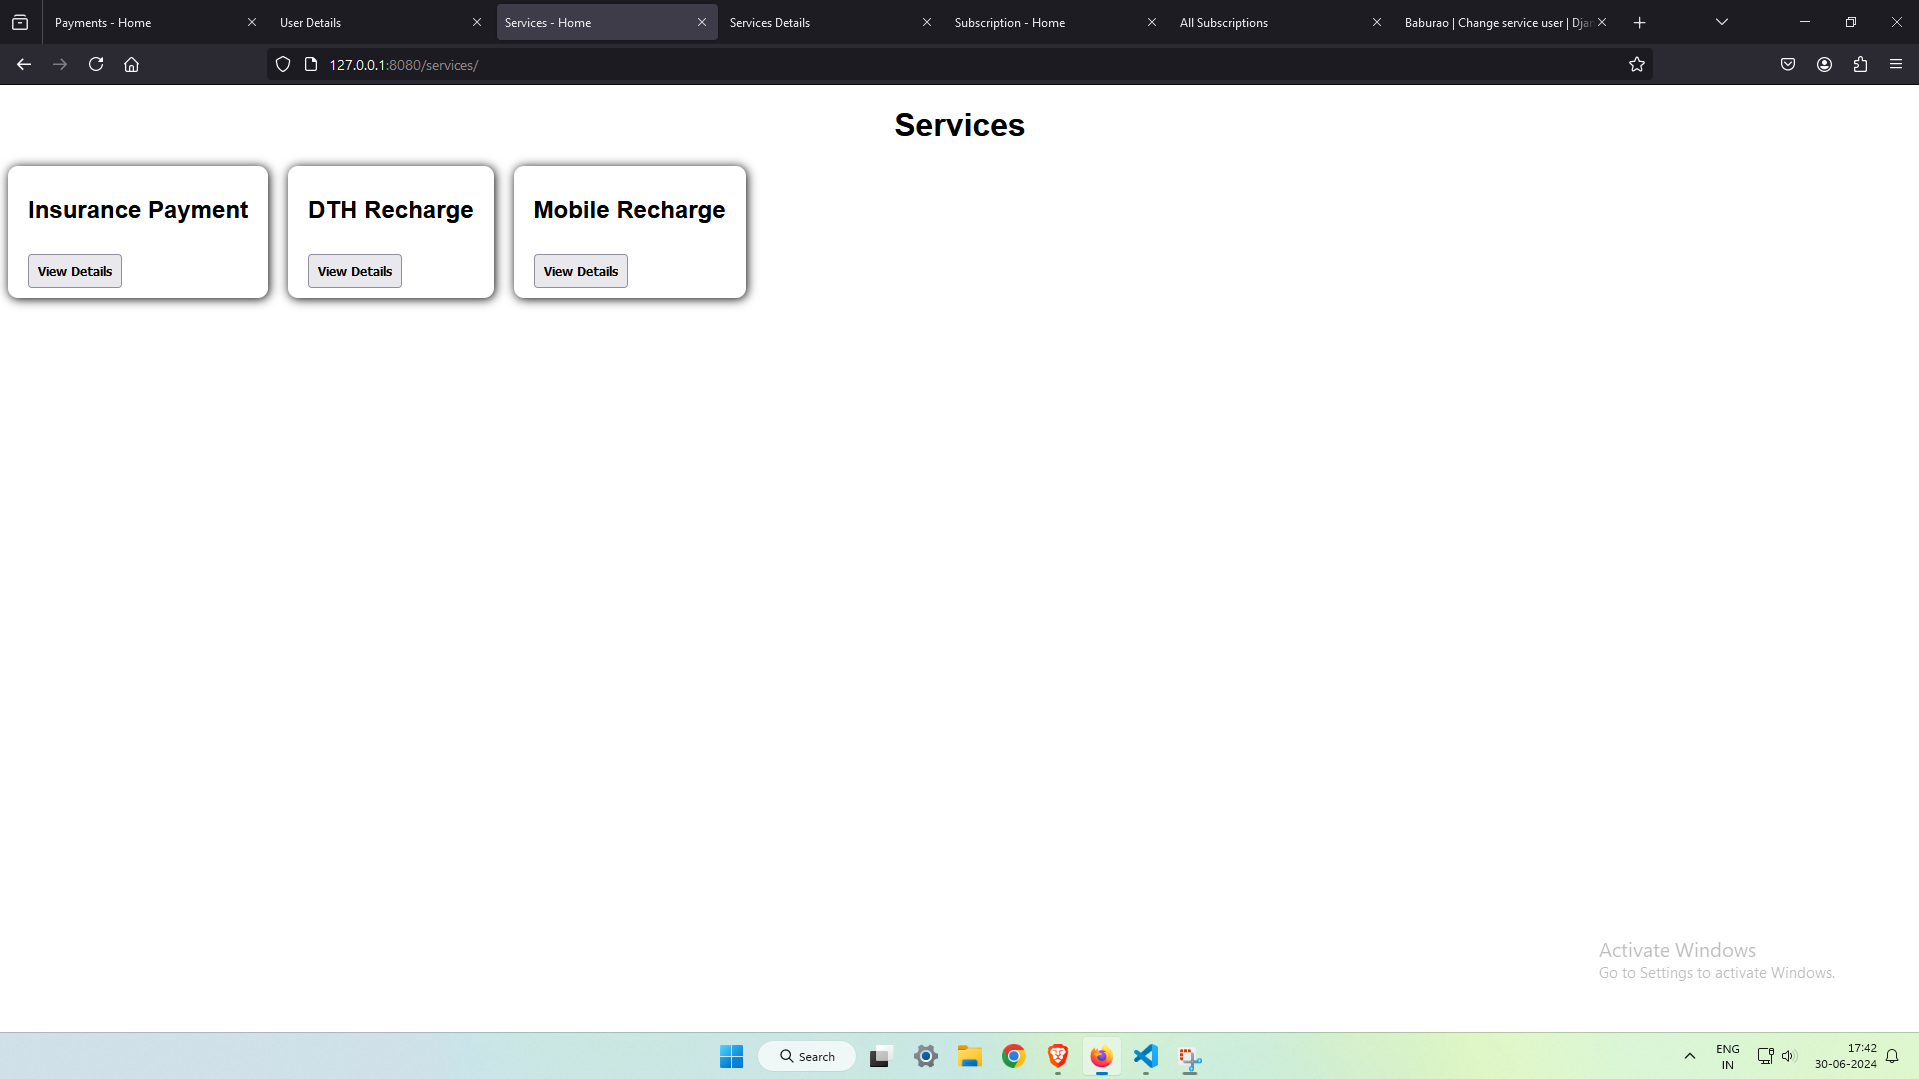 Payments - Home
User Details
Services - Home
Services Details
Subscription - Home
All Subscriptions
Baburao | Change service user | Djan
127.0.0.1:8080/services/
Services
Insurance Payment
DTH Recharge
Mobile Recharge
View Details
View Details
View Details
Activate Windows
Go to Settings to activate Windows.
Search
ENG
IN
17:42
30-06-2024